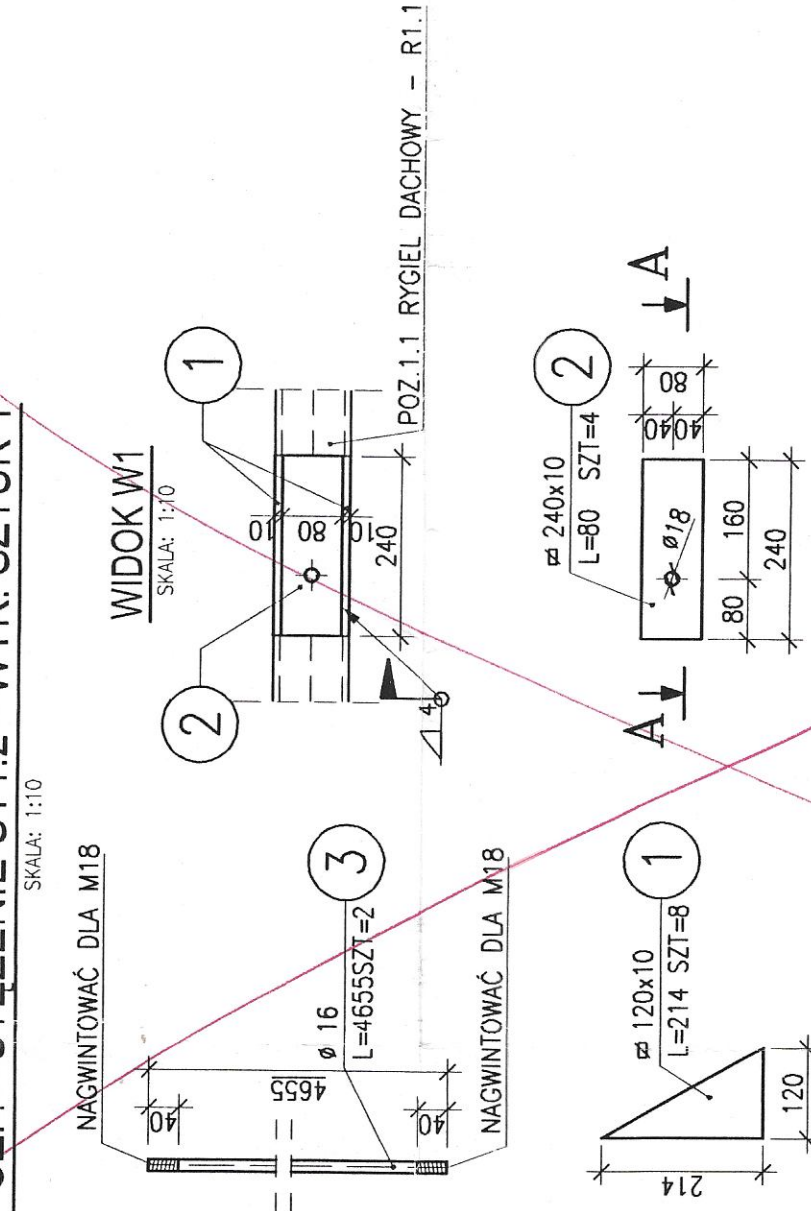 SKALA: 1:10
NAGWINTOWAĆ DLA M18
40
4655
ø 16
L=4655SZT=2
3
40
NAGWINTOWAĆ DLA M18
WIDOK W1
SKALA: 1:10
1
2
10
80
10
240
4
POZ.1.1 RYGIEL DACHOWY - R1.1
120x10
L=214 SZT=8
1
214
120
240x10
L=80 SZT=4
2
A
A
ø18
40
40
80
80
160
240